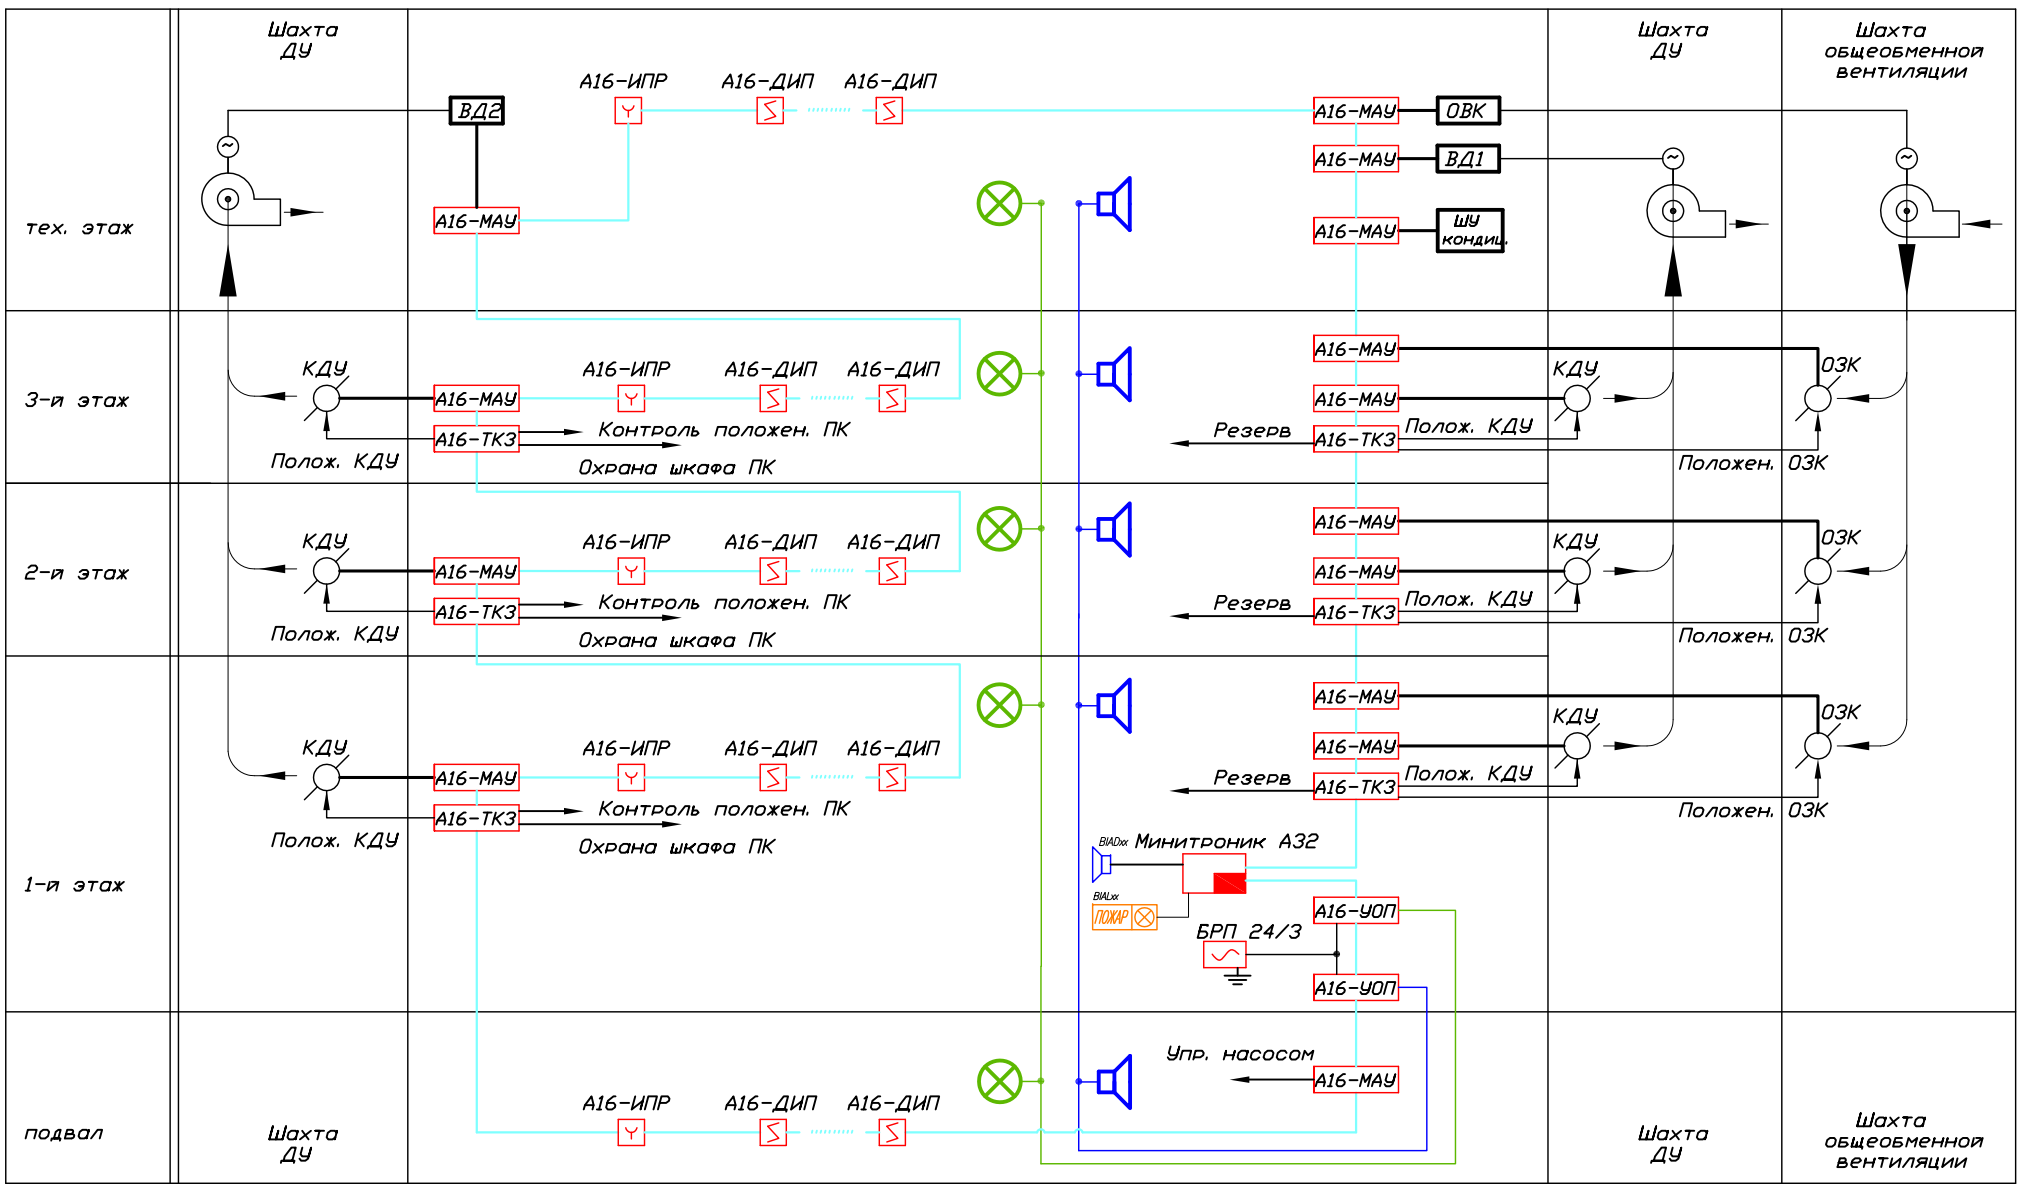 Шахта
ДУ
Шахта
ДУ
Шахта
общеобменной
вентиляции
А16-ИПР
А16-ДИП
А16-ДИП
ВД2
А16-МАУ
ОВК
А16-МАУ
ВД1
А16-МАУ
А16-МАУ
ШУ
кондиц.
тех. этаж
А16-МАУ
КДУ
А16-ИПР
А16-ДИП
А16-ДИП
КДУ
ОЗК
3-й этаж
А16-МАУ
А16-МАУ
А16-ТКЗ
Контроль положен. ПК
Резерв
А16-ТКЗ
Полож. КДУ
Полож. КДУ
Охрана шкафа ПК
Положен. ОЗК
А16-МАУ
КДУ
А16-ИПР
А16-ДИП
А16-ДИП
КДУ
ОЗК
2-й этаж
А16-МАУ
А16-МАУ
А16-ТКЗ
Контроль положен. ПК
Резерв
А16-ТКЗ
Полож. КДУ
Полож. КДУ
Охрана шкафа ПК
Положен. ОЗК
А16-МАУ
КДУ
ОЗК
КДУ
А16-ИПР
А16-ДИП
А16-ДИП
А16-МАУ
А16-МАУ
Резерв
А16-ТКЗ
Полож. КДУ
А16-ТКЗ
Контроль положен. ПК
Положен. ОЗК
Полож. КДУ
Охрана шкафа ПК
BIADxx
Минитроник А32
1-й этаж
BIALxx
ПОЖАР
А16-УОП
БРП 24/3
А16-УОП
Упр. насосом
А16-МАУ
А16-ИПР
А16-ДИП
А16-ДИП
подвал
Шахта
ДУ
Шахта
ДУ
Шахта
общеобменной
вентиляции